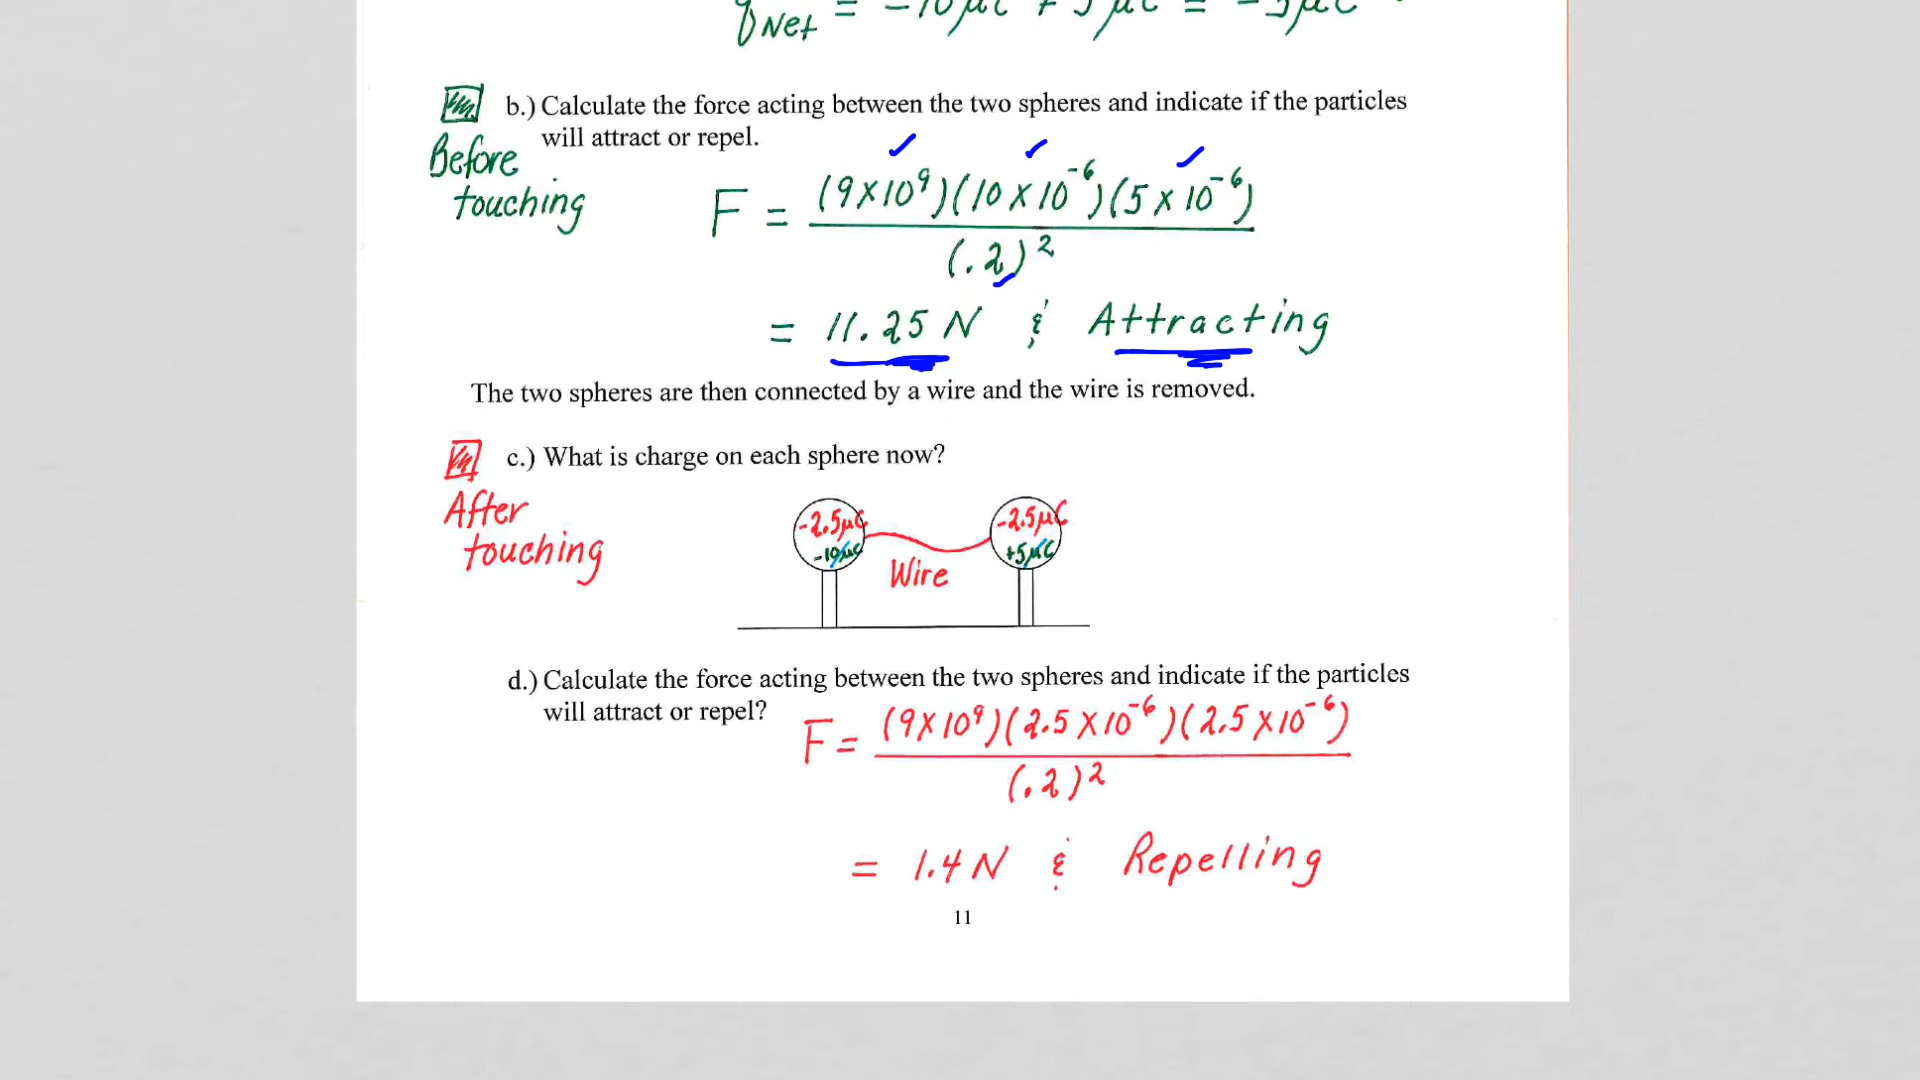 qNet = -10μC + 5μC = -5μC
b.) Calculate the force acting between the two spheres and indicate if the particles
will attract or repel.
Before
touching
F = (9x10⁹)(10x10⁻⁶)(5x10⁻⁶)
(.2)²
= 11.25 N & Attracting
The two spheres are then connected by a wire and the wire is removed.
c.) What is charge on each sphere now?
After
touching
-2.5μC
-10μC
Wire
-2.5μC
+5μC
d.) Calculate the force acting between the two spheres and indicate if the particles
will attract or repel?
F = (9x10⁹)(2.5x10⁻⁶)(2.5x10⁻⁶)
(.2)²
= 1.4 N & Repelling
11